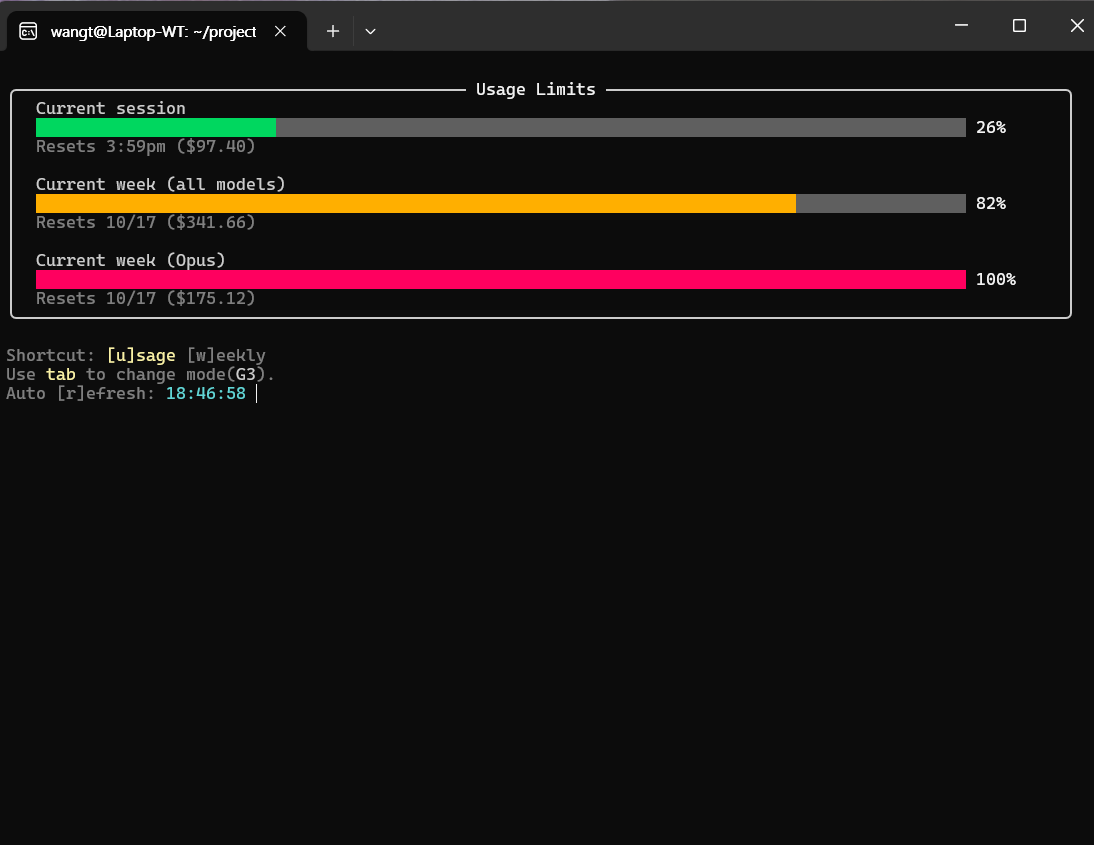 wangt@Laptop-WT: ~/project
Usage Limits
Current session
26%
Resets 3:59pm ($97.40)
Current week (all models)
82%
Resets 10/17 ($341.66)
Current week (Opus)
100%
Resets 10/17 ($175.12)
Shortcut: [u]sage [w]eekly
Use tab to change mode(G3).
Auto [r]efresh: 18:46:58